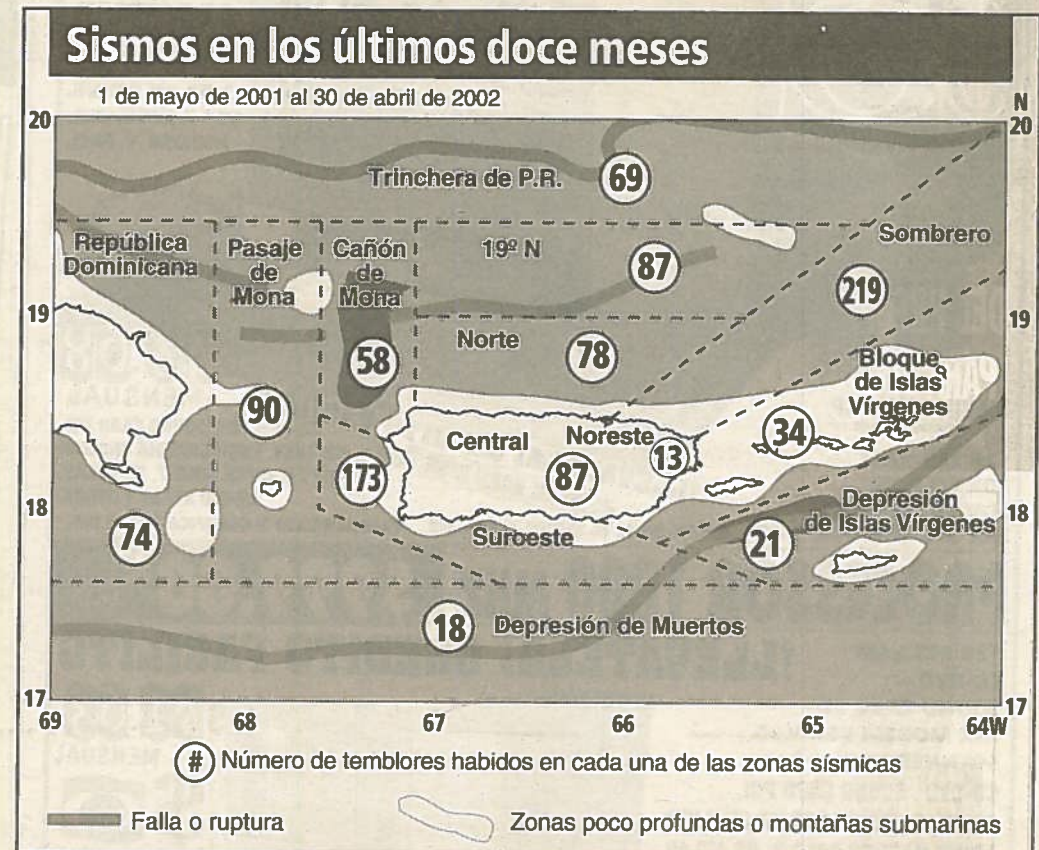 Sismos en los últimos doce meses
1 de mayo de 2001 al 30 de abril de 2002
N
20
20
Trinchera de P.R.
69
República
Dominicana
Pasaje
de
Mona
Cañón
de
Mona
19º N
87
Sombrero
219
19
19
Norte
78
58
Bloque
de Islas
Vírgenes
90
Central
Noreste
34
13
173
87
18
18
74
Suroeste
Depresión
de Islas Vírgenes
21
18
Depresión de Muertos
17
17
69
68
67
66
65
64W
# Número de temblores habidos en cada una de las zonas sísmicas
Falla o ruptura
Zonas poco profundas o montañas submarinas